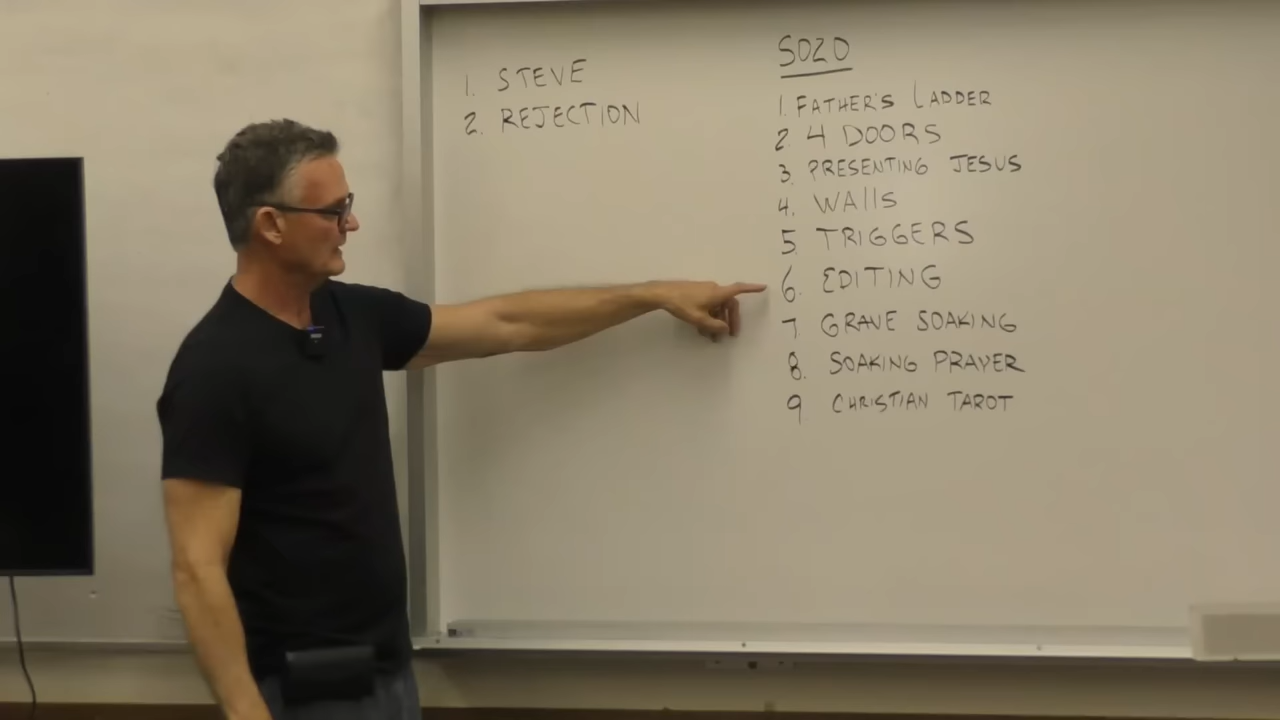 1. STEVE
2. REJECTION
SOZO
1. FATHER'S LADDER
2. 4 DOORS
3. PRESENTING JESUS
4. WAllS
5 TRIGGERS
6. EDITING
7. GRAVE SOAKING
8. SOAKING PRAYER
9 CHRISTIAN TAROT